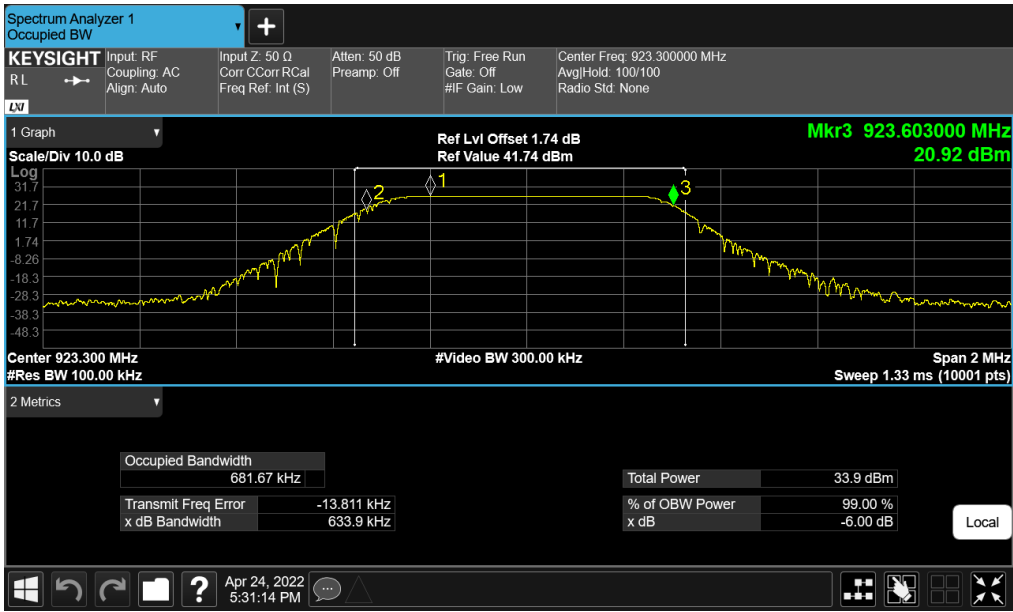 Spectrum Analyzer 1
Occupied BW
KEYSIGHT
R L
LXI
Input: RF
Coupling: AC
Align: Auto
Input Z: 50 Ω
Corr CCorr RCal
Freq Ref: Int (S)
Atten: 50 dB
Preamp: Off
Trig: Free Run
Gate: Off
#IF Gain: Low
Center Freq: 923.300000 MHz
Avg|Hold: 100/100
Radio Std: None
1 Graph
Scale/Div 10.0 dB
Ref Lvl Offset 1.74 dB
Ref Value 41.74 dBm
Mkr3 923.603000 MHz
20.92 dBm
Log
31.7
21.7
11.7
1.74
-8.26
-18.3
-28.3
-38.3
-48.3
2
1
3
Center 923.300 MHz
#Video BW 300.00 kHz
Span 2 MHz
#Res BW 100.00 kHz
Sweep 1.33 ms (10001 pts)
2 Metrics
Occupied Bandwidth
681.67 kHz
Transmit Freq Error -13.811 kHz
x dB Bandwidth 633.9 kHz
Total Power 33.9 dBm
% of OBW Power 99.00 %
x dB -6.00 dB
Local
?
Apr 24, 2022
5:31:14 PM